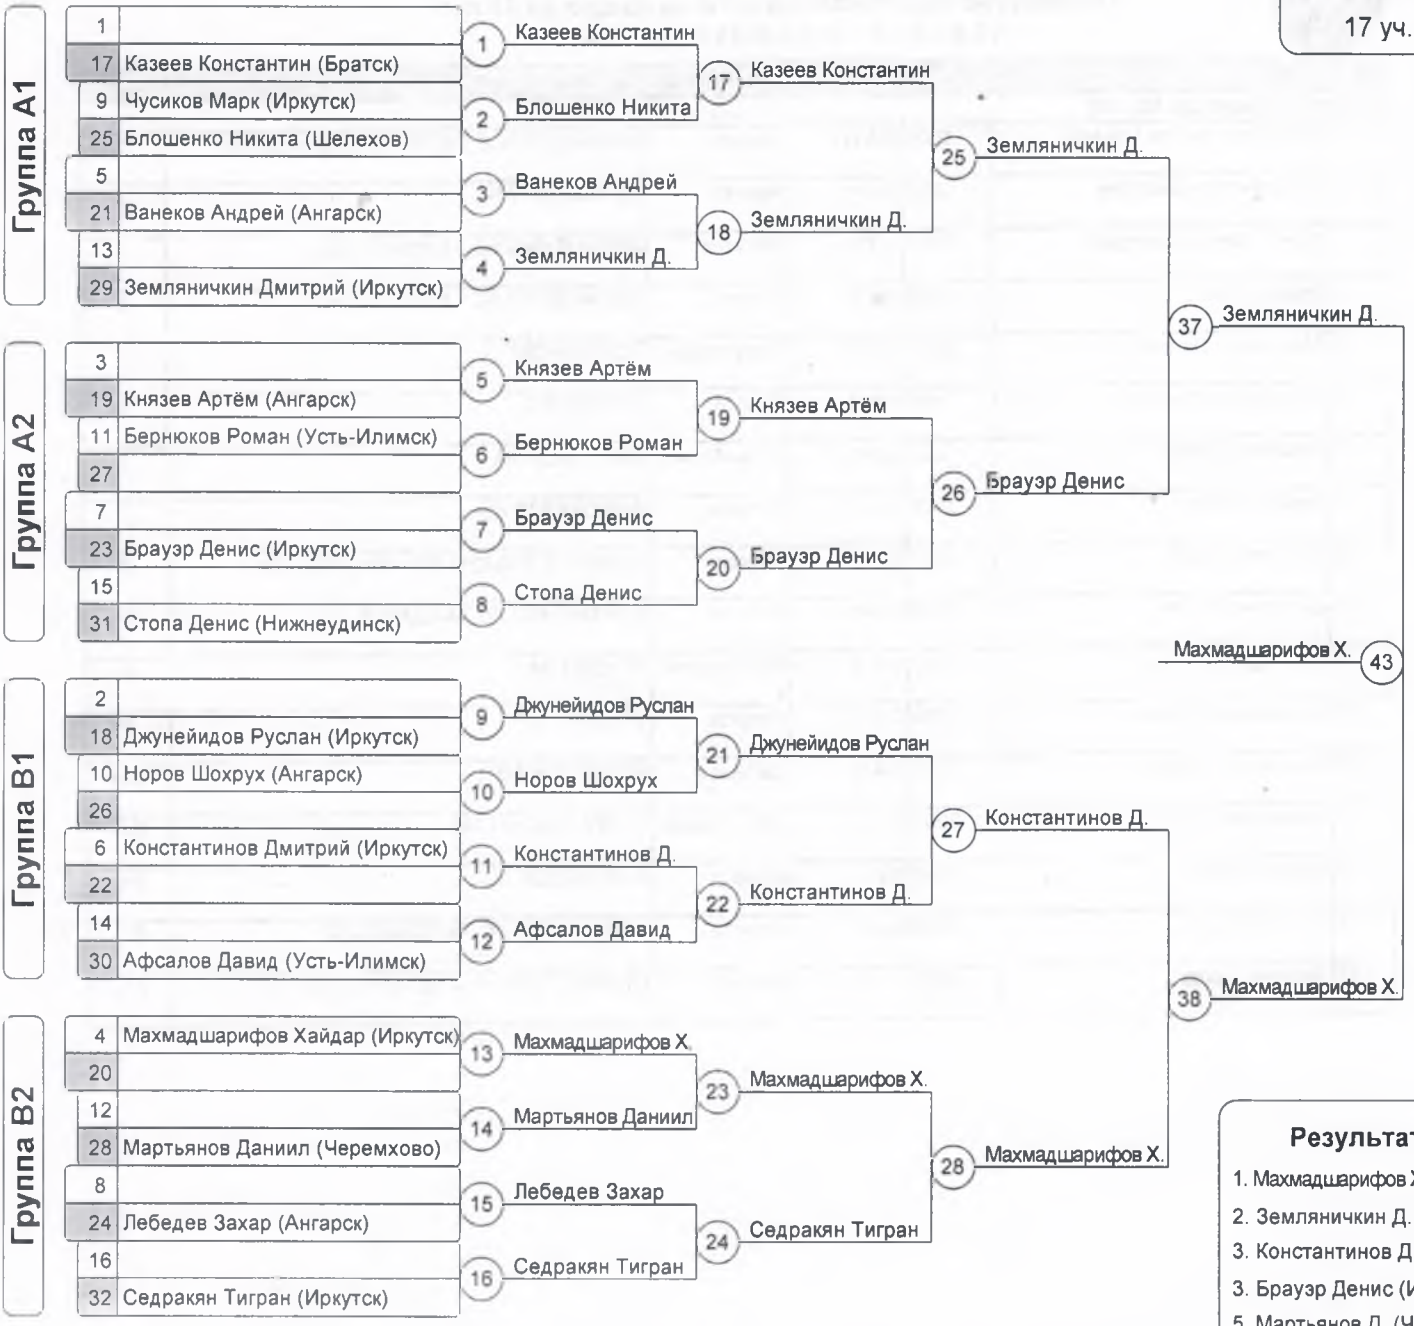 17 уч.
Группа А1
1
17 Казеев Константин (Братск)
9 Чусиков Марк (Иркутск)
25 Блошенко Никита (Шелехов)
5
21 Ванеков Андрей (Ангарск)
13
29 Земляничкин Дмитрий (Иркутск)
1 Казеев Константин
2 Блошенко Никита
3 Ванеков Андрей
4 Земляничкин Д.
17 Казеев Константин
18 Земляничкин Д.
25 Земляничкин Д.
Группа А2
3
19 Князев Артём (Ангарск)
11 Бернюков Роман (Усть-Илимск)
27
7
23 Брауэр Денис (Иркутск)
15
31 Стопа Денис (Нижнеудинск)
5 Князев Артём
6 Бернюков Роман
7 Брауэр Денис
8 Стопа Денис
19 Князев Артём
20 Брауэр Денис
26 Брауэр Денис
37 Земляничкин Д.
Махмадшарифов Х. 43
Группа В1
2
18 Джунейидов Руслан (Иркутск)
10 Норов Шохрух (Ангарск)
26
6 Константинов Дмитрий (Иркутск)
22
14
30 Афсалов Давид (Усть-Илимск)
9 Джунейидов Руслан
10 Норов Шохрух
11 Константинов Д.
12 Афсалов Давид
21 Джунейидов Руслан
22 Константинов Д.
27 Константинов Д.
38 Махмадшарифов Х.
Группа В2
4 Махмадшарифов Хайдар (Иркутск)
20
12
28 Мартьянов Даниил (Черемхово)
8
24 Лебедев Захар (Ангарск)
16
32 Седракян Тигран (Иркутск)
13 Махмадшарифов Х.
14 Мартьянов Даниил
15 Лебедев Захар
16 Седракян Тигран
23 Махмадшарифов Х.
24 Седракян Тигран
28 Махмадшарифов Х.
Результат
1. Махмадшарифов Х
2. Земляничкин Д.
3. Константинов Д
3. Брауэр Денис (И
5. Мартьянов Д. (Ч